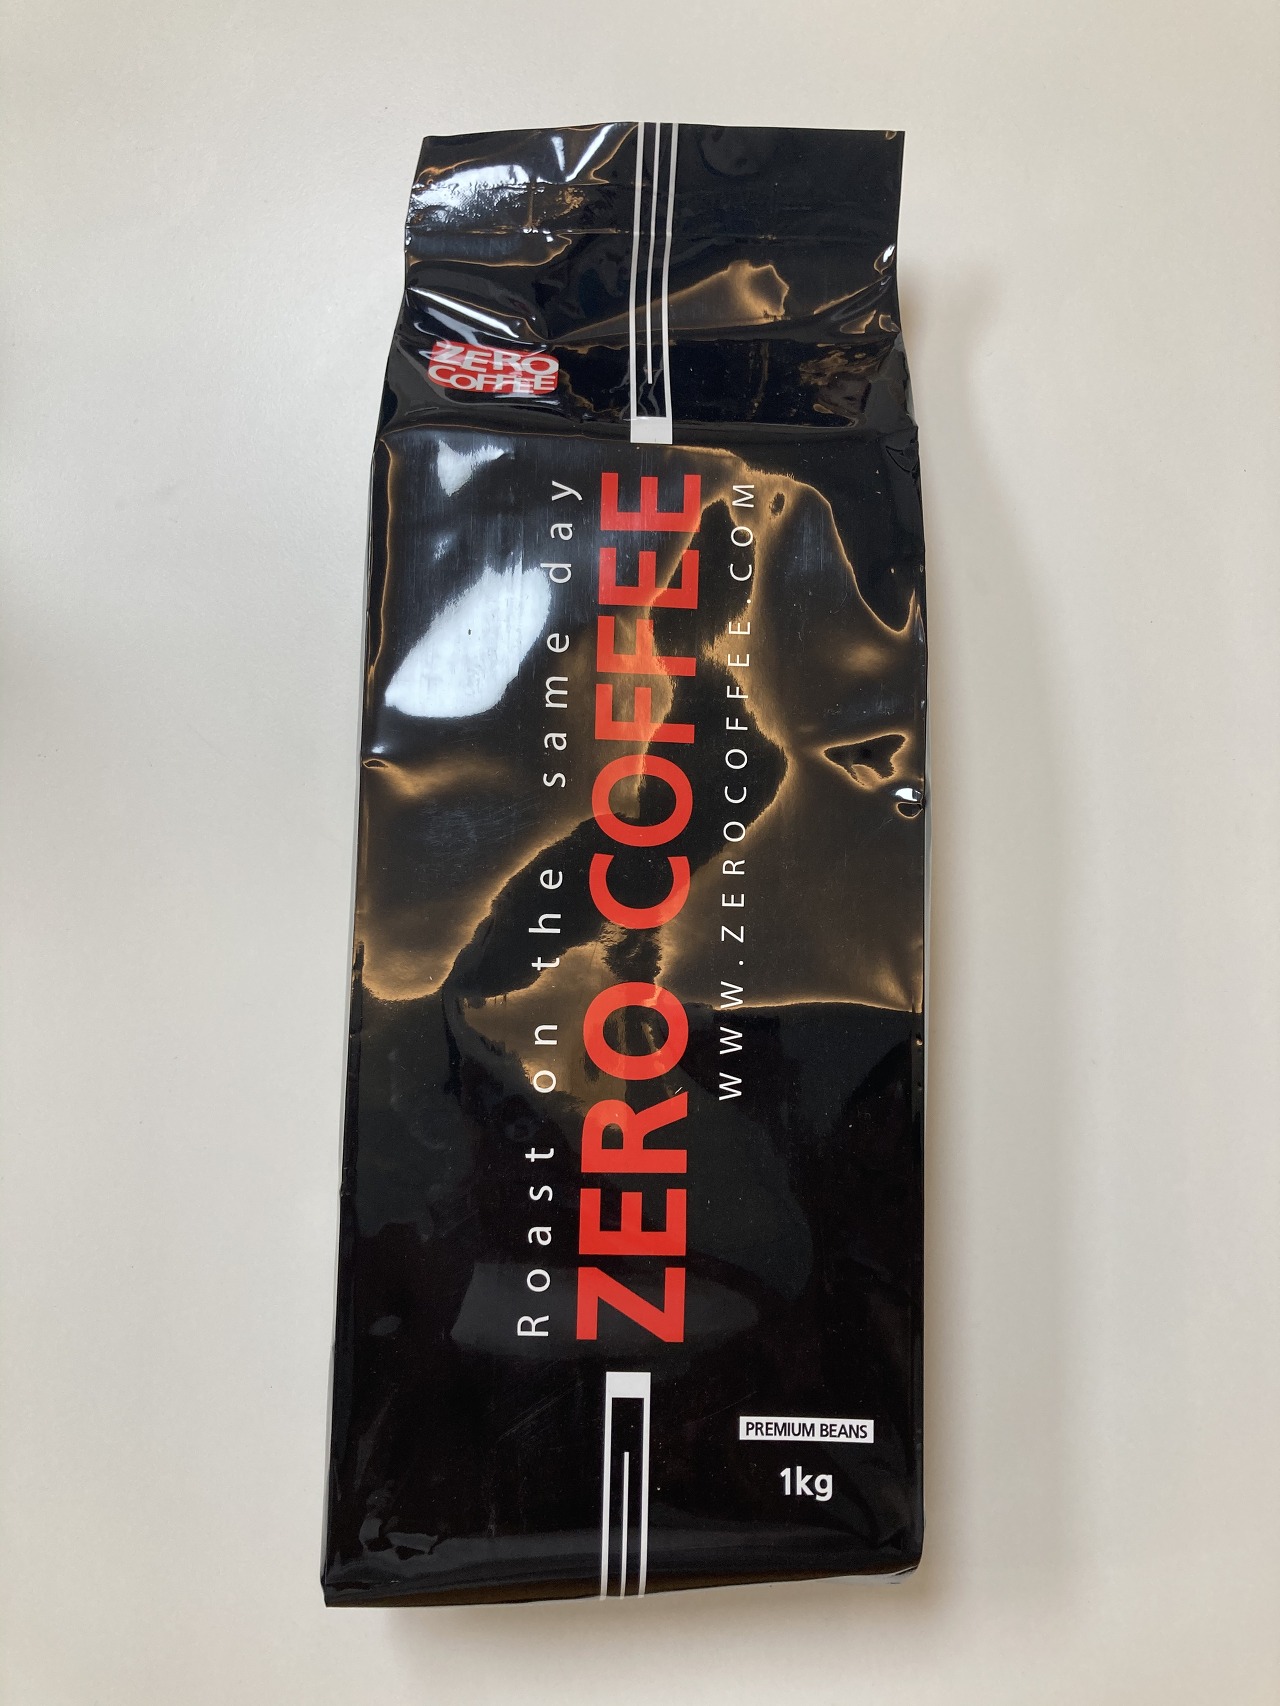 ZERO
COFFEE
Roast on the same day
ZERO COFFEE
WWW.ZEROCOFFEE.COM
PREMIUM BEANS
1kg